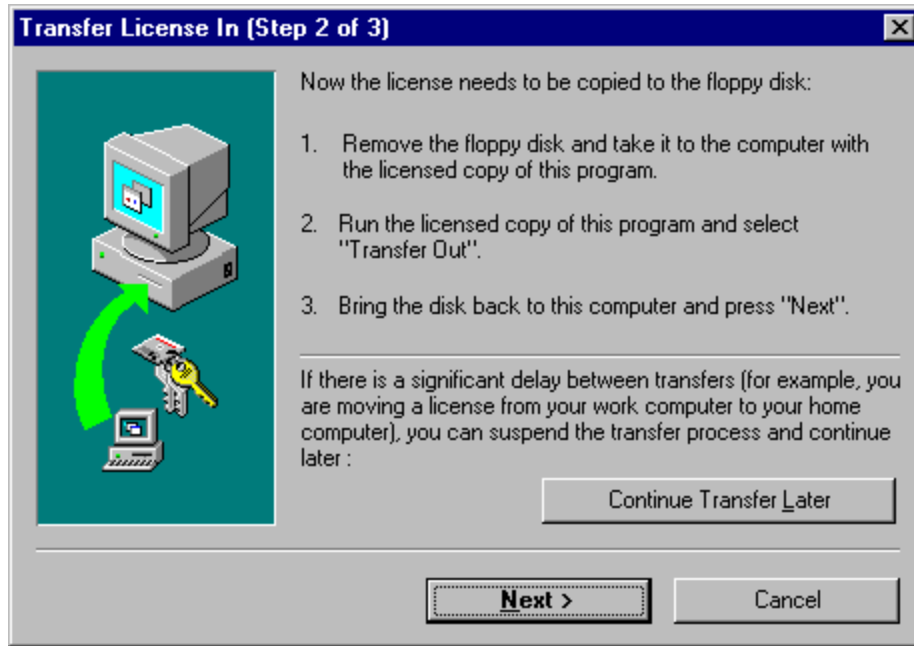 Transfer License In (Step 2 of 3)
Now the license needs to be copied to the floppy disk:
1. Remove the floppy disk and take it to the computer with
the licensed copy of this program.
2. Run the licensed copy of this program and select
"Transfer Out".
3. Bring the disk back to this computer and press "Next".
If there is a significant delay between transfers (for example, you
are moving a license from your work computer to your home
computer), you can suspend the transfer process and continue
later :
Continue Transfer Later
Next >
Cancel